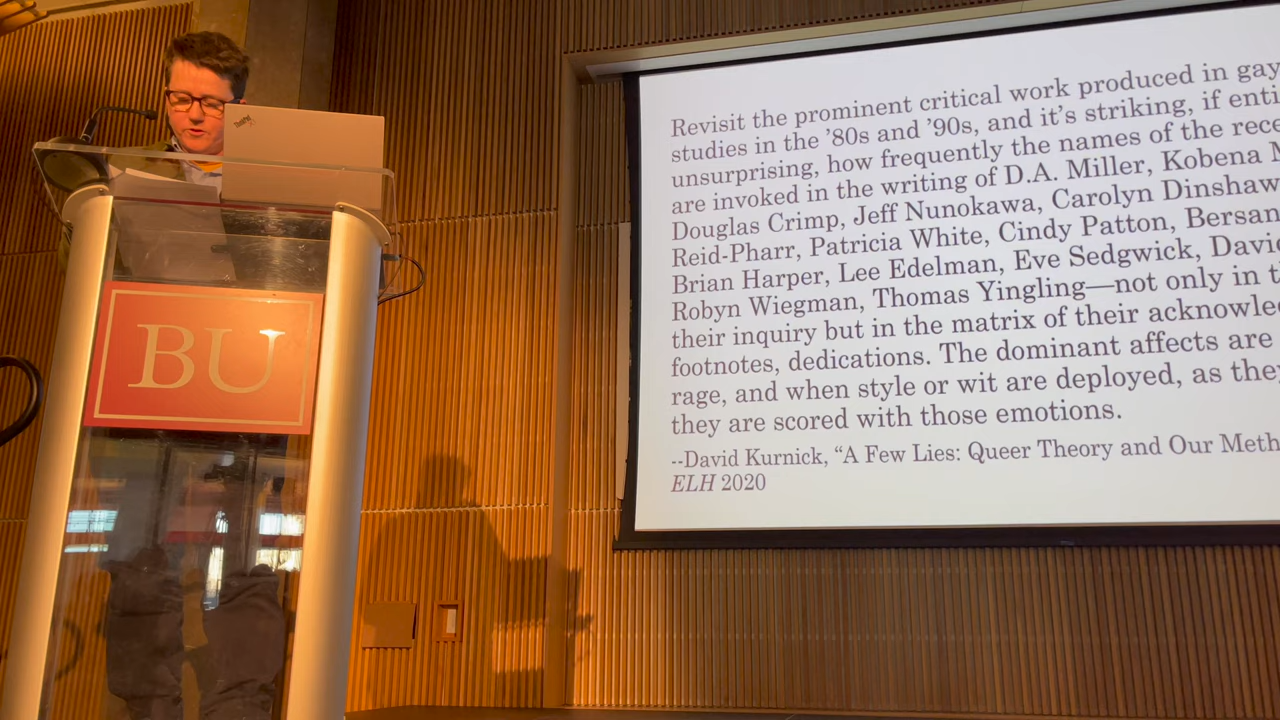 ThinkPad
BU
Revisit the prominent critical work produced in gay
studies in the ’80s and ’90s, and it’s striking, if enti
unsurprising, how frequently the names of the rece
are invoked in the writing of D.A. Miller, Kobena M
Douglas Crimp, Jeff Nunokawa, Carolyn Dinshaw
Reid-Pharr, Patricia White, Cindy Patton, Bersan
Brian Harper, Lee Edelman, Eve Sedgwick, Davi
Robyn Wiegman, Thomas Yingling—not only in t
their inquiry but in the matrix of their acknowle
footnotes, dedications. The dominant affects are
rage, and when style or wit are deployed, as they
they are scored with those emotions.
--David Kurnick, “A Few Lies: Queer Theory and Our Meth
ELH 2020